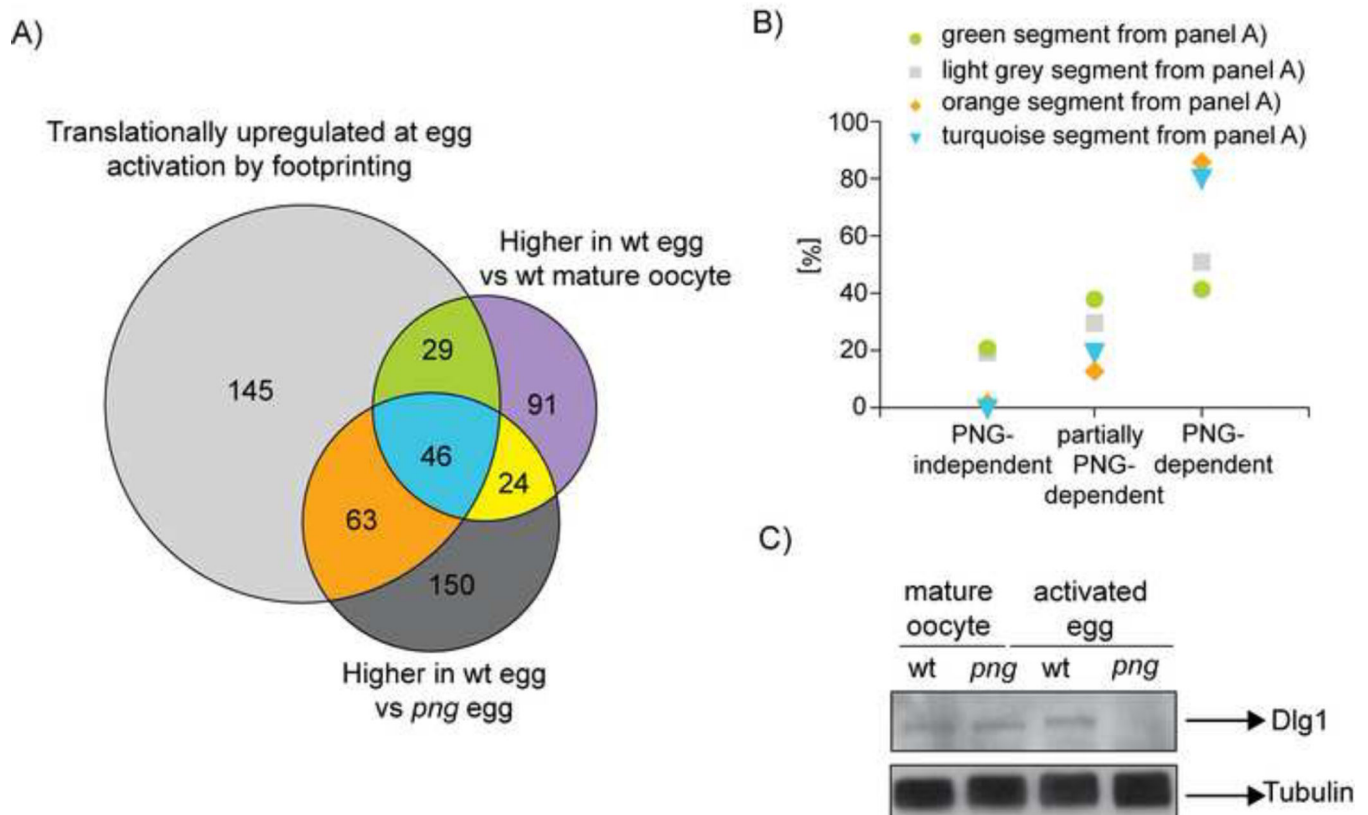 A)
Translationally upregulated at egg
activation by footprinting
Higher in wt egg
vs wt mature oocyte
29
145
91
46
24
63
150
Higher in wt egg
vs png egg
B)
green segment from panel A)
light grey segment from panel A)
orange segment from panel A)
turquoise segment from panel A)
100
80
60
40
20
0
[%]
PNG-
independent
partially
PNG-
dependent
PNG-
dependent
C)
mature
oocyte
activated
egg
wt png wt png
Dlg1
Tubulin